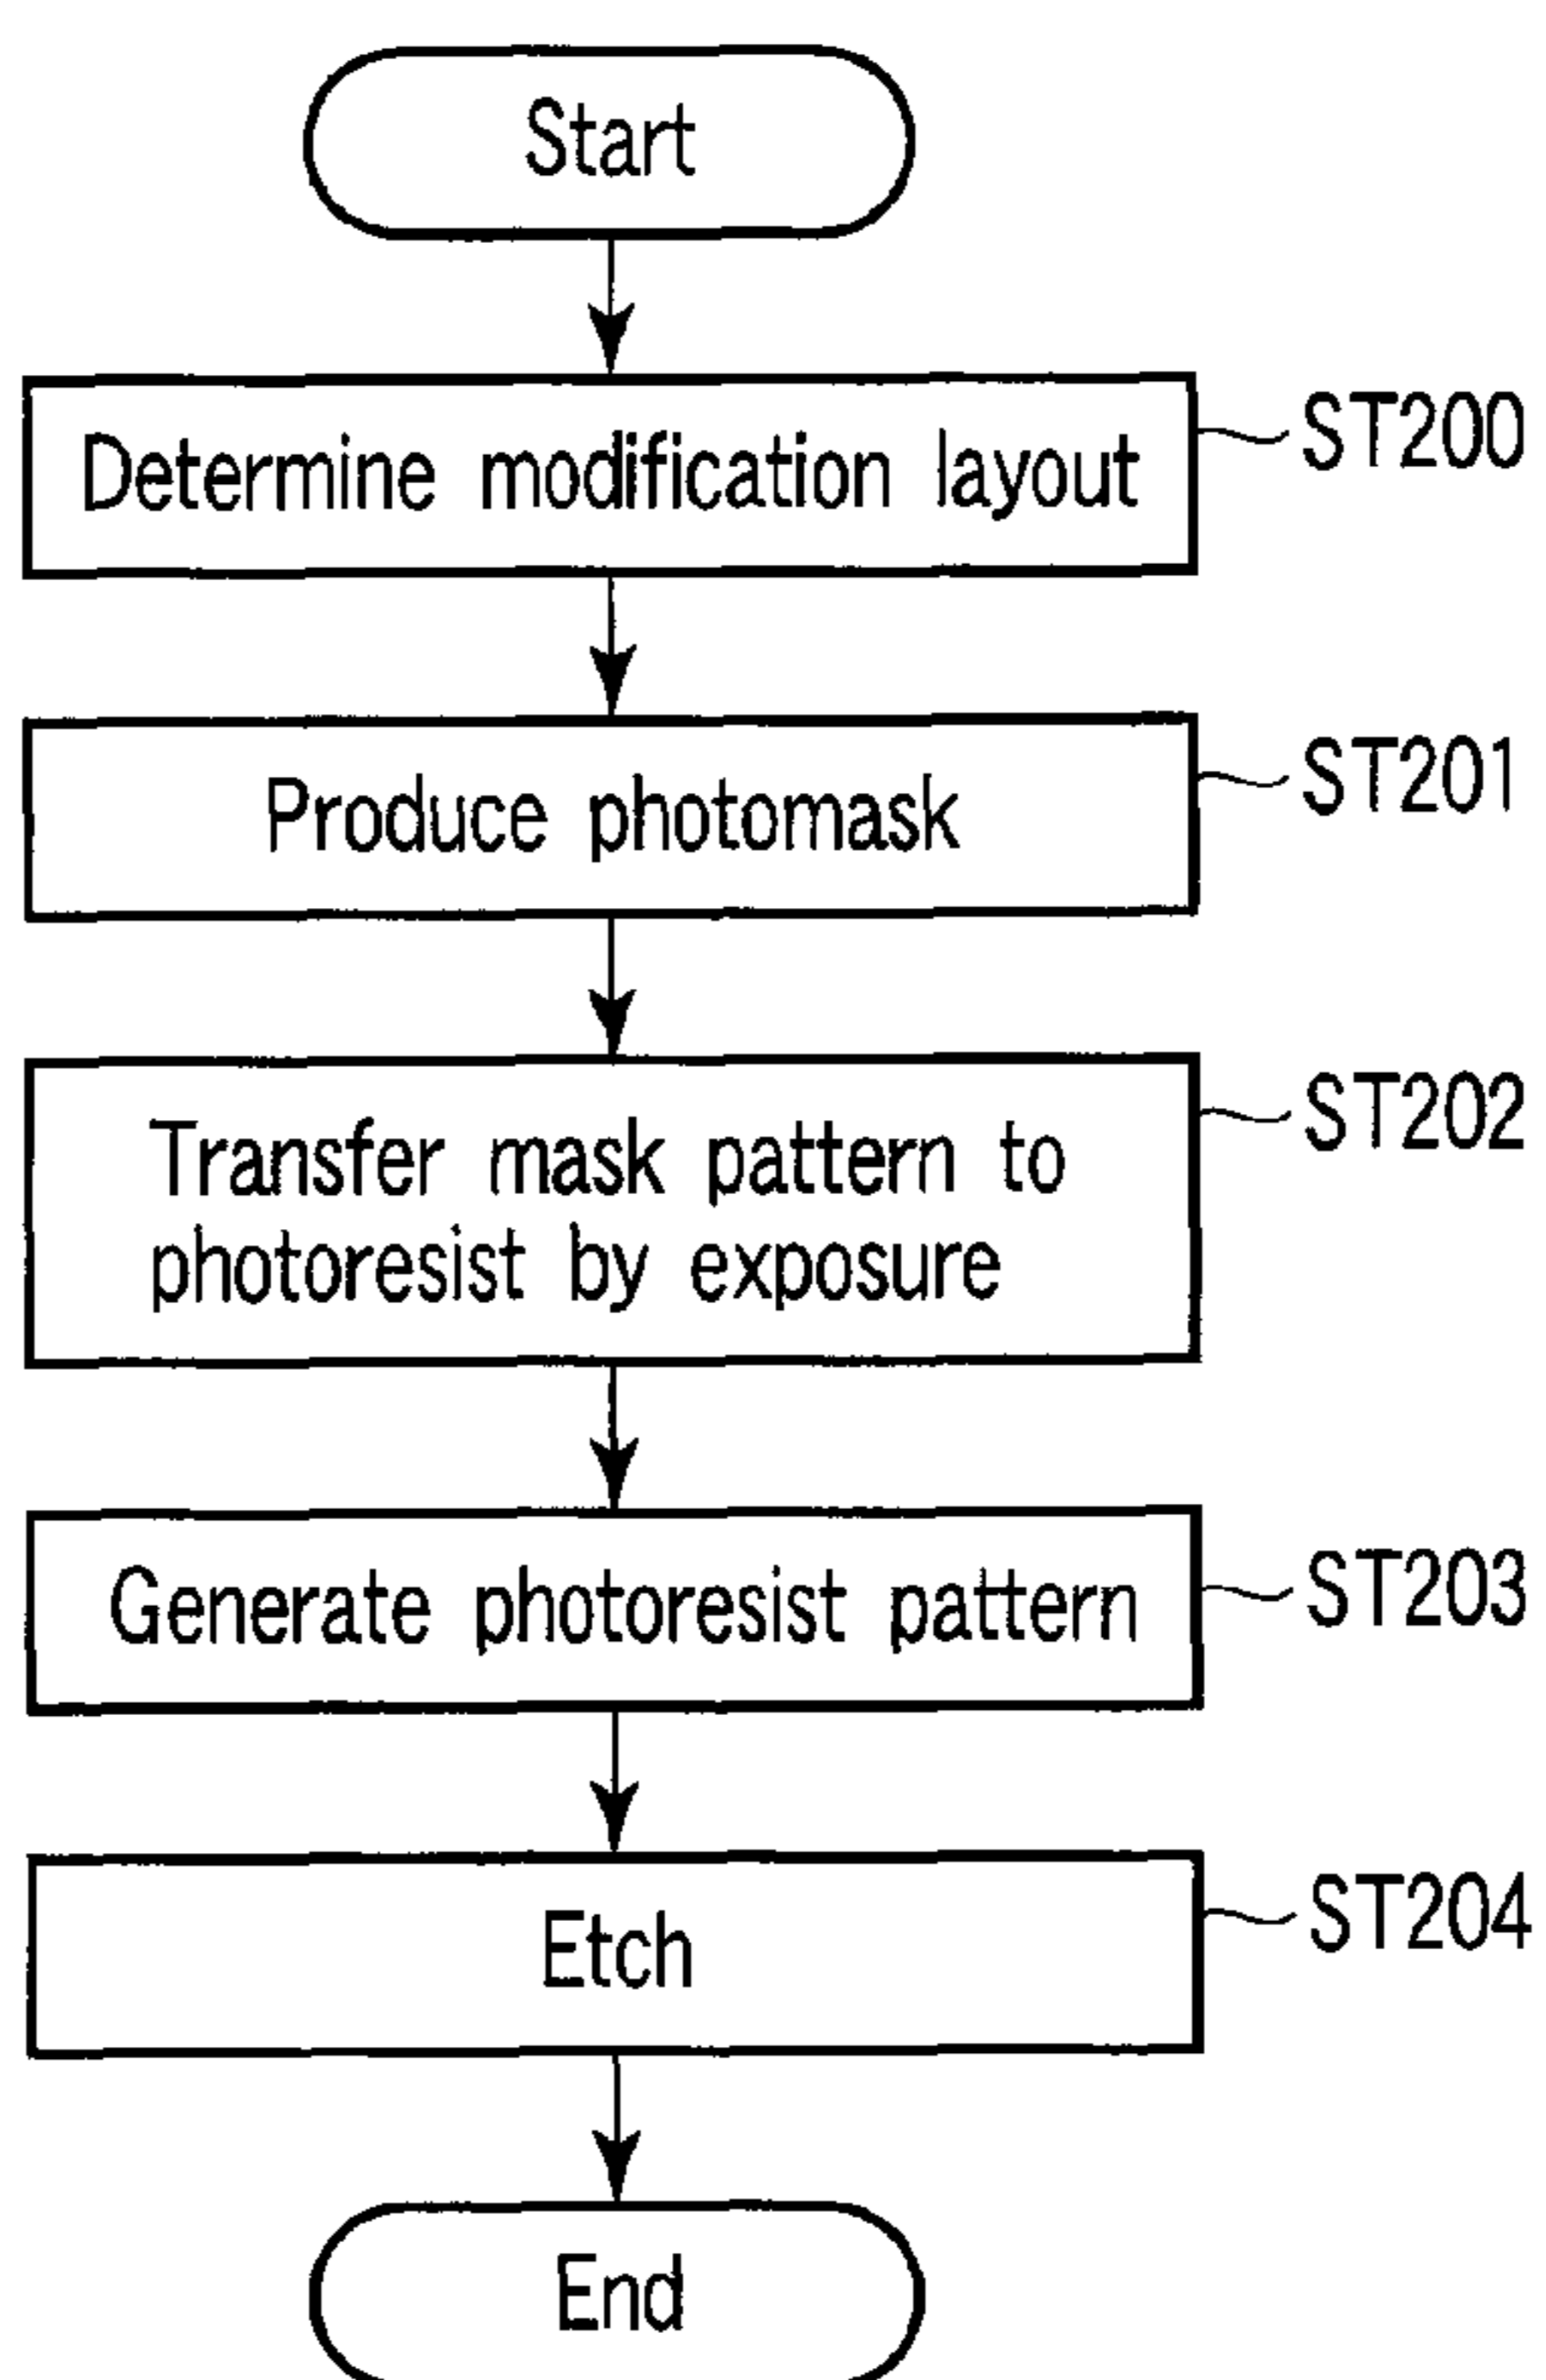 Start
Determine modification layout
ST200
Produce photomask
ST201
Transfer mask pattern to
photoresist by exposure
ST202
Generate photoresist pattern
ST203
Etch
ST204
End